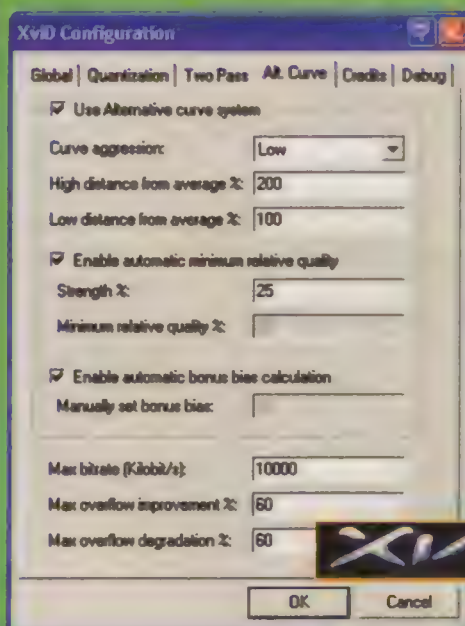 XviD Configuration
Global | Quantization | Two Pass | Alt. Curve | Credits | Debug
Use Alternative curve system
Curve aggression: Low
High distance from average %: 200
Low distance from average %: 100
Enable automatic minimum relative quality
Strength %: 25
Minimum relative quality %:
Enable automatic bonus bias calculation
Manually set bonus bias:
Max bitrate (Kilobit/s): 10000
Max overflow improvement %: 60
Max overflow degradation %: 60
OK Cancel